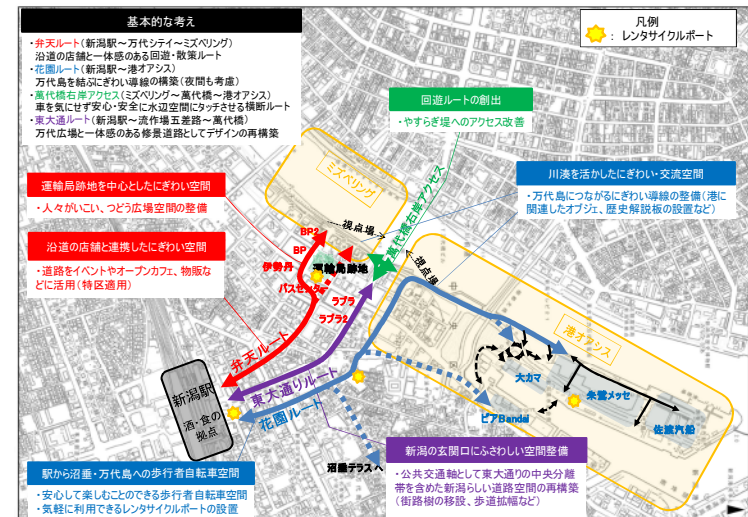 基本的な考え
・弁天ルート(新潟駅～万代シテイ～ミズベリング)
沿道の店舗と一体感のある回遊・散策ルート
・花園ルート(新潟駅～港オアシス)
万代島を結ぶにぎわい導線の構築(夜間も考慮)
・萬代橋右岸アクセス(ミズベリング～萬代橋～港オアシス)
車を気にせず安心・安全に水辺空間にタッチさせる横断ルート
・東大通ルート(新潟駅～流作場五差路～萬代橋)
万代広場と一体感のある修景道路としてデザインの再構築
凡例
：レンタサイクルポート
回遊ルートの創出
・やすらぎ堤へのアクセス改善
運輸局跡地を中心としたにぎわい空間
・人々がいこい、つどう広場空間の整備
川湊を活かしたにぎわい・交流空間
・万代島につながるにぎわい導線の整備(港に
関連したオブジェ、歴史解説板の設置など)
沿道の店舗と連携したにぎわい空間
・道路をイベントやオープンカフェ、物販な
どに活用(特区適用)
ミズベリング
萬代橋右岸アクセス
視点場
視点場
BP2
BP
伊勢丹
運輸局跡地
バスセンター
ラブラ
ラブラ2
弁天ルート
東大通りルート
花園ルート
新潟駅
酒・食の
拠点
港オアシス
大カマ
朱鷺メッセ
ピアBandai
佐渡汽船
沼垂テラスへ
新潟の玄関口にふさわしい空間整備
・公共交通軸として東大通りの中央分離
帯を含めた新潟らしい道路空間の再構築
(街路樹の移設、歩道拡幅など)
駅から沼垂・万代島への歩行者自転車空間
・安心して楽しむことのできる歩行者自転車空間
・気軽に利用できるレンタサイクルポートの設置